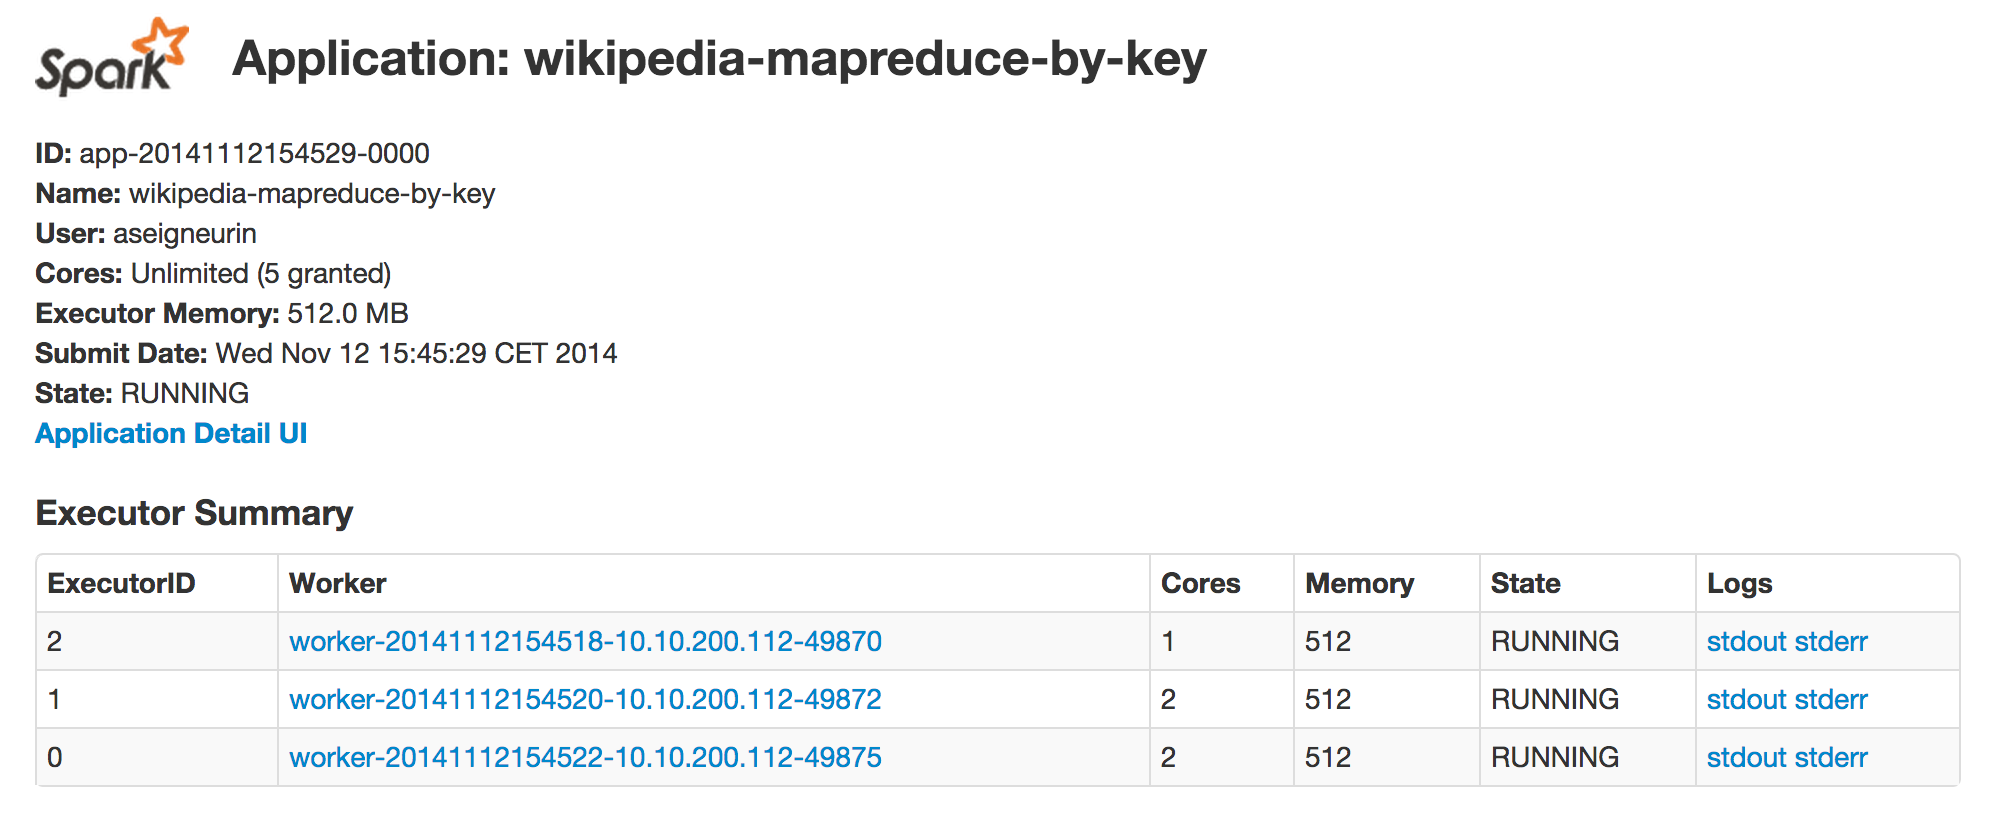 Spark Application: wikipedia-mapreduce-by-key
ID: app-20141112154529-0000
Name: wikipedia-mapreduce-by-key
User: aseigneurin
Cores: Unlimited (5 granted)
Executor Memory: 512.0 MB
Submit Date: Wed Nov 12 15:45:29 CET 2014
State: RUNNING
Application Detail UI
Executor Summary
ExecutorID Worker Cores Memory State Logs
2 worker-20141112154518-10.10.200.112-49870 1 512 RUNNING stdout stderr
1 worker-20141112154520-10.10.200.112-49872 2 512 RUNNING stdout stderr
0 worker-20141112154522-10.10.200.112-49875 2 512 RUNNING stdout stderr